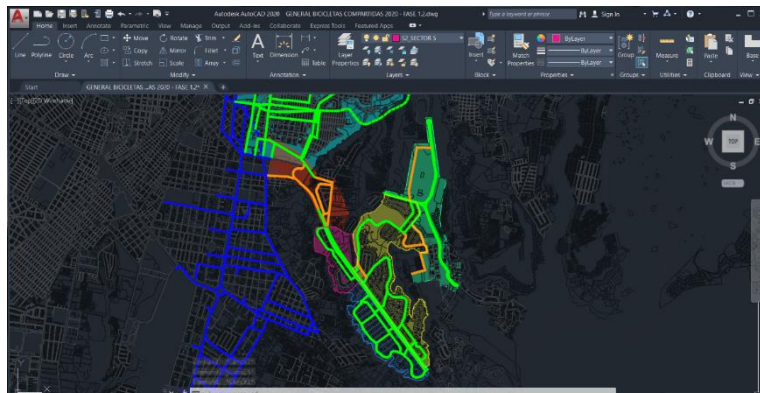 Autodesk AutoCAD 2020 GENERAL BICICLETAS COMPARTIDAS - FASE 1.2.dwg
Type a keyword or phrase
Sign In
Home Insert Annotate Parametric View Manage Output Add-ins Collaborate Express Tools Featured Apps
Move Rotate Trim
Copy Mirror Fillet
Stretch Scale Array
Line Polyline Circle Arc
Text Dimension
Table
Layer Properties
52_SECTOR 5
Insert
Match Properties
ByLayer
ByLayer
ByLayer
Group
Measure
Paste
Base
Draw Modify Annotation Layers Block Properties Groups Utilities Clipboard View
Start
GENERAL BICICLETAS ...AS 2020 - FASE 1.2*
N
W TOP E
S
Y
X